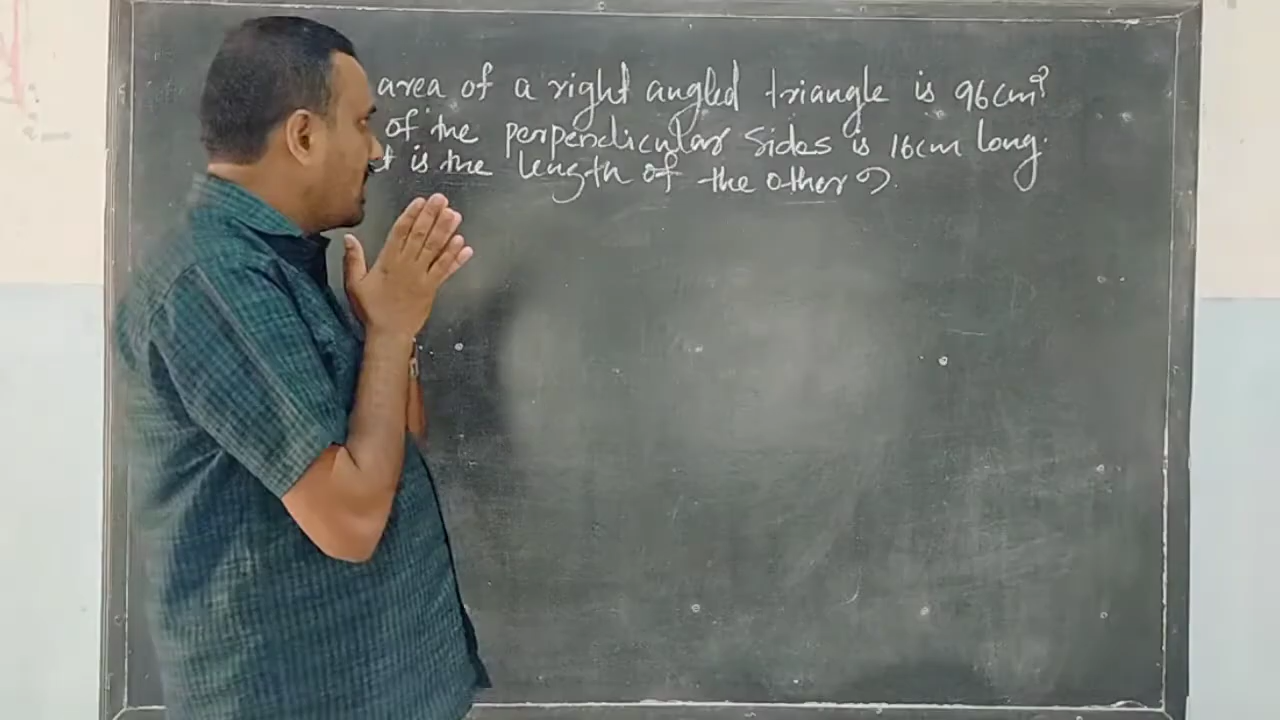 area of a right angled triangle is 96cm²
of the perpendicular sides is 16cm long.
is the length of the other?